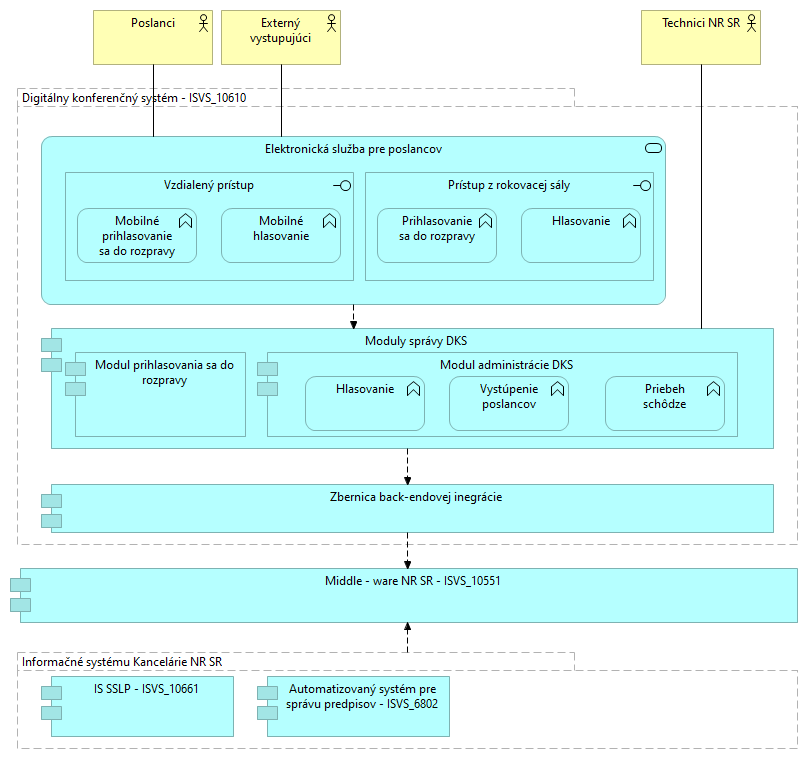 Poslanci
Externý
vystupujúci
Technici NR SR
Digitálny konferenčný systém - ISVS_10610
Elektronická služba pre poslancov
Vzdialený prístup
Prístup z rokovacej sály
Mobilné
prihlasovanie
sa do rozpravy
Mobilné
hlasovanie
Prihlasovanie
sa do rozpravy
Hlasovanie
Moduly správy DKS
Modul prihlasovania sa do
rozpravy
Modul administrácie DKS
Hlasovanie
Vystúpenie
poslancov
Priebeh
schôdze
Zbernica back-endovej inegrácie
Middle - ware NR SR - ISVS_10551
Informačné systému Kancelárie NR SR
IS SSLP - ISVS_10661
Automatizovaný systém pre
správu predpisov - ISVS_6802